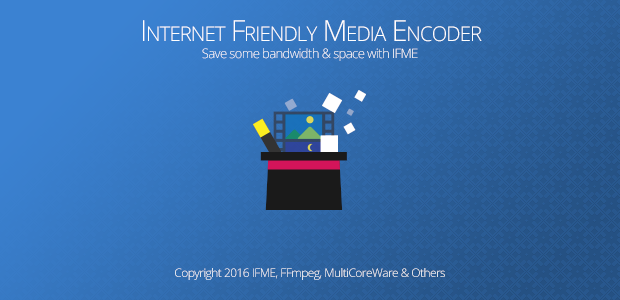 Internet Friendly Media Encoder
Save some bandwidth & space with IFME
Copyright 2016 IFME, FFmpeg, MultiCoreWare & Others